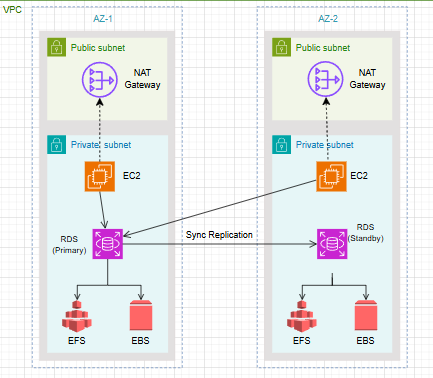 VPC
AZ-1
AZ-2
Public subnet
Public subnet
NAT
Gateway
NAT
Gateway
Private subnet
Private subnet
EC2
EC2
RDS
(Primary)
Sync Replication
RDS
(Standby)
EFS
EBS
EFS
EBS